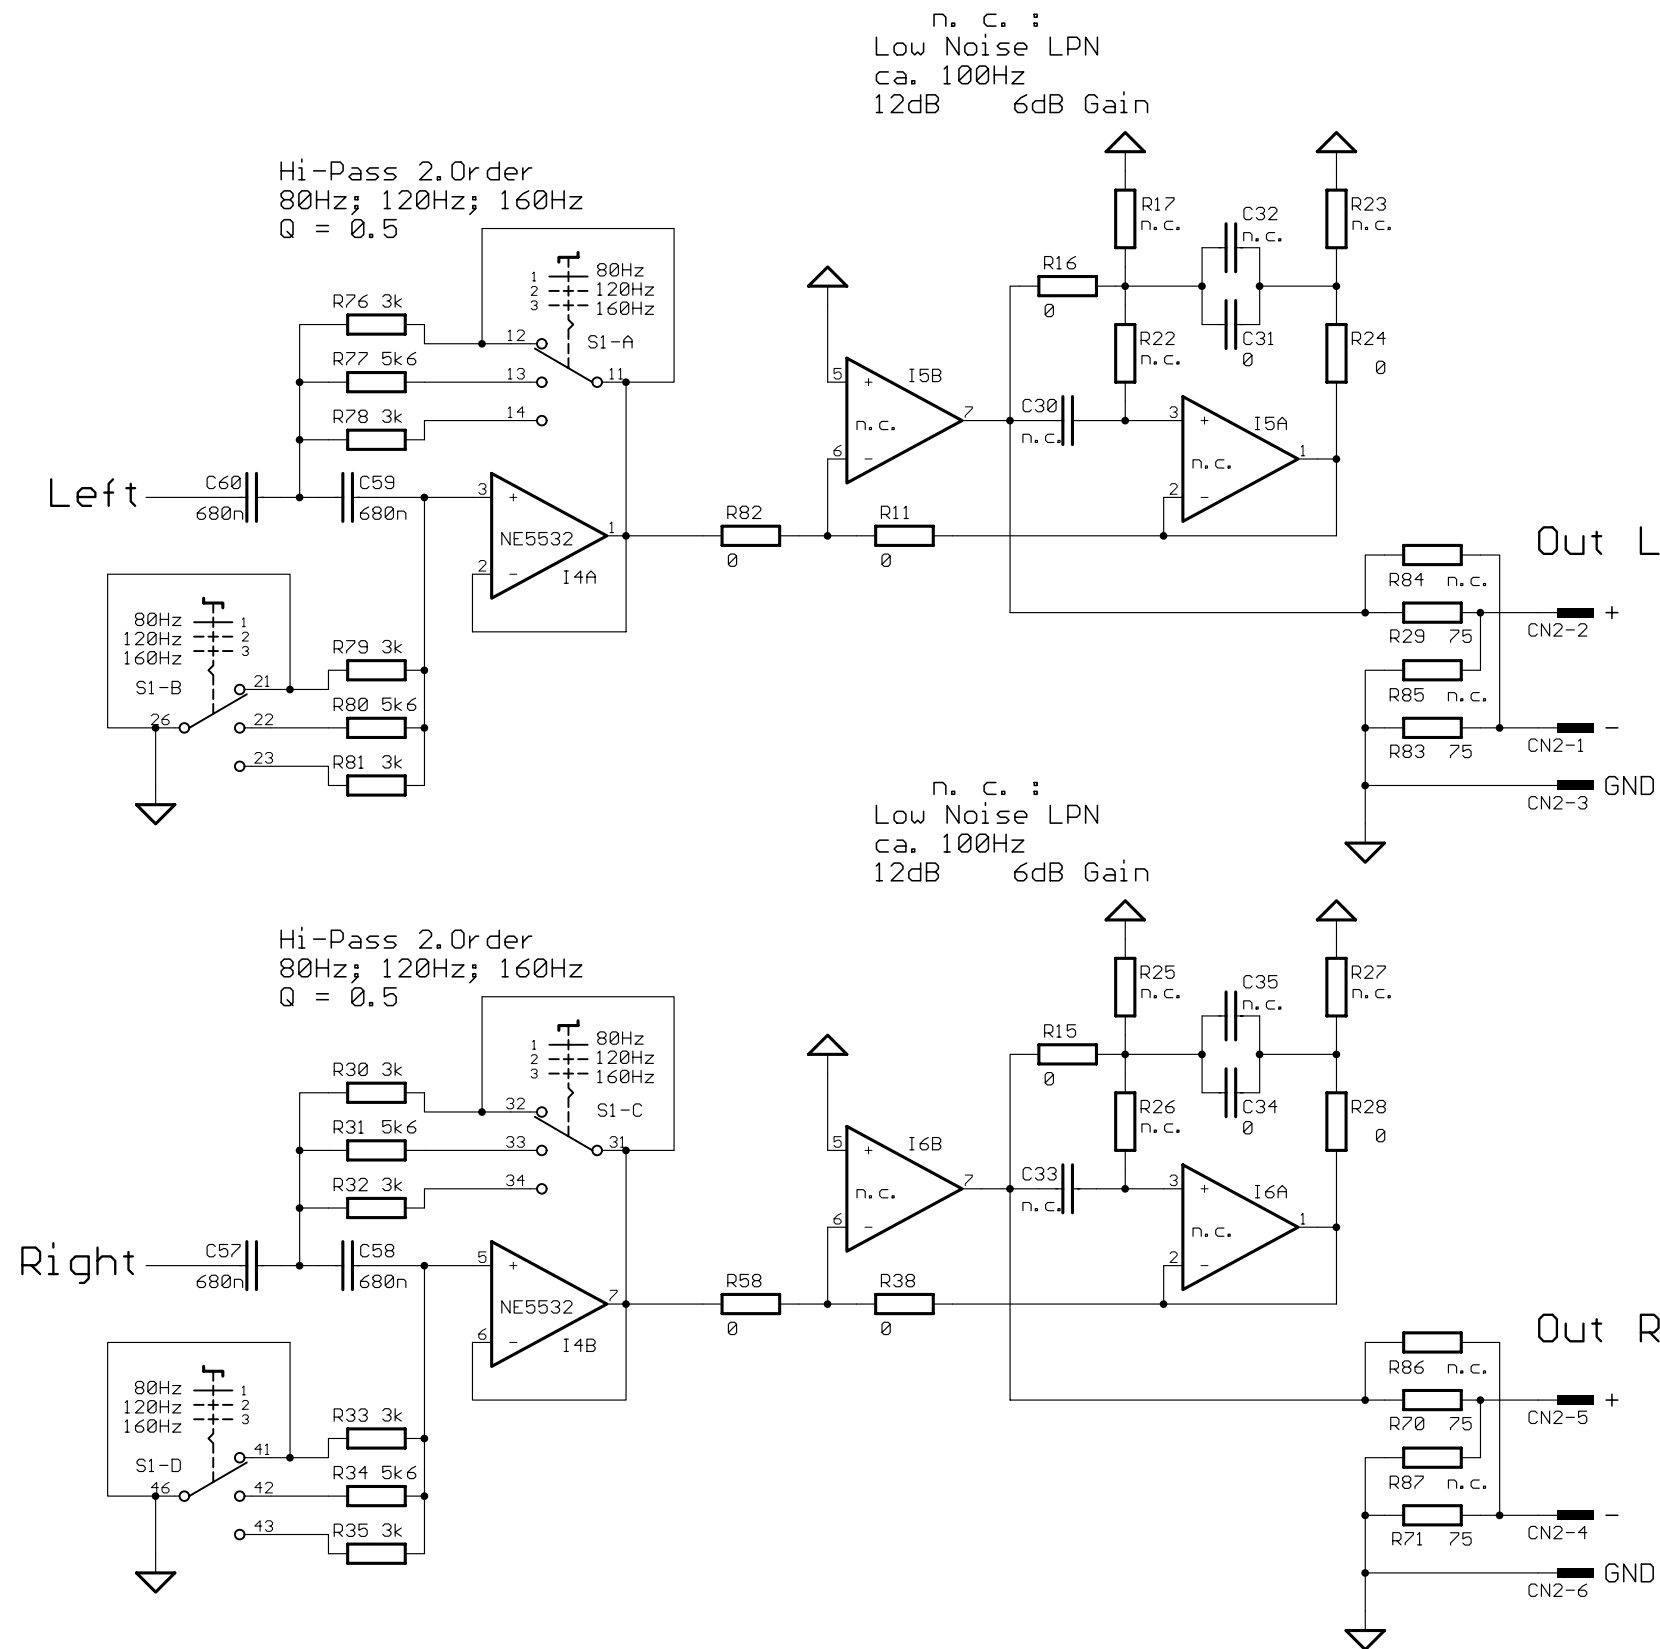 n. c. :
Low Noise LPN
ca. 100Hz
12dB 6dB Gain
Hi-Pass 2.Order
80Hz; 120Hz; 160Hz
Q = 0.5
R17
n.c.
C32
n.c.
R23
n.c.
1 80Hz
2 120Hz
3 160Hz
R16
0
R76 3k
12
S1-A
R22
n.c.
C31
0
R24
0
R77 5k6
13
11
5
+
I5B
R78 3k
14
n.c.
7
C30
n.c.
3
+
I5A
6
-
n.c.
1
Left
C60
680n
C59
680n
3
+
2
-
NE5532
1
I4A
2
-
R82
0
R11
0
Out L
R84 n.c.
80Hz 1
120Hz 2
160Hz 3
R29 75
CN2-2
+
R79 3k
S1-B
21
R85 n.c.
26
22
R80 5k6
R83 75
CN2-1
-
23
R81 3k
GND
CN2-3
n. c. :
Low Noise LPN
ca. 100Hz
12dB 6dB Gain
Hi-Pass 2.Order
80Hz; 120Hz; 160Hz
Q = 0.5
R25
n.c.
C35
n.c.
R27
n.c.
1 80Hz
2 120Hz
3 160Hz
R15
0
R30 3k
32
S1-C
R26
n.c.
C34
0
R28
0
R31 5k6
33
31
5
+
I6B
R32 3k
34
n.c.
7
C33
n.c.
3
+
I6A
6
-
n.c.
1
Right
C57
680n
C58
680n
5
+
2
-
NE5532
7
I4B
6
-
R58
0
R38
0
Out R
R86 n.c.
80Hz 1
120Hz 2
160Hz 3
R70 75
CN2-5
+
R33 3k
S1-D
41
R87 n.c.
46
42
R34 5k6
R71 75
CN2-4
-
43
R35 3k
GND
CN2-6